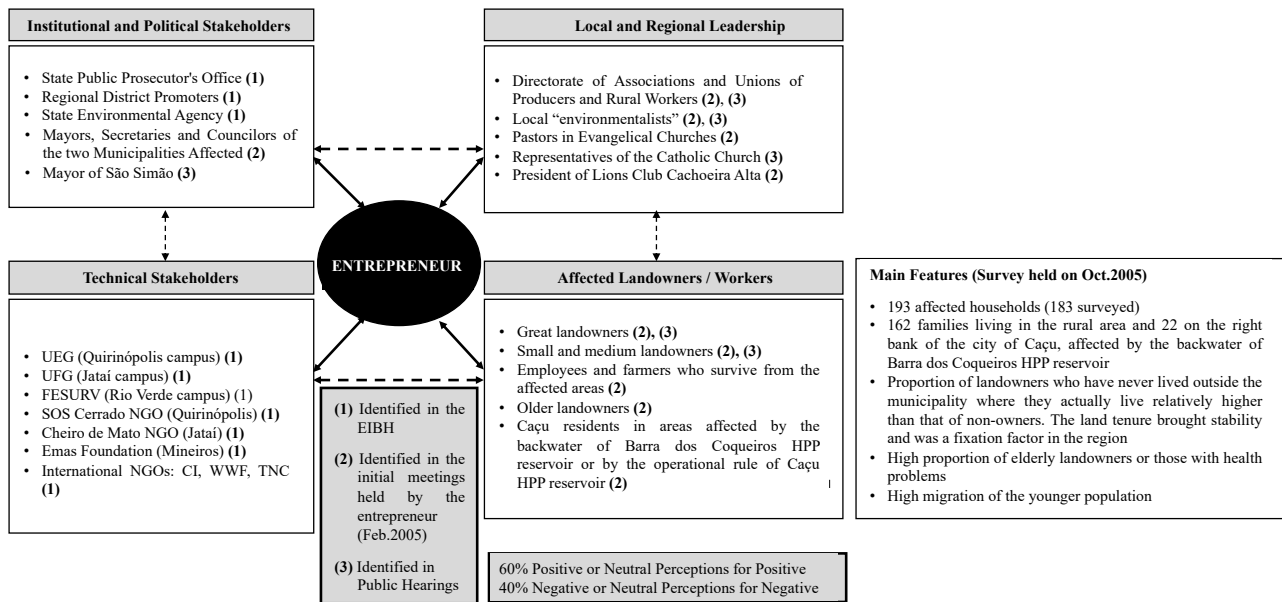 Institutional and Political Stakeholders
• State Public Prosecutor's Office (1)
• Regional District Promoters (1)
• State Environmental Agency (1)
• Mayors, Secretaries and Councilors of
the two Municipalities Affected (2)
• Mayor of São Simão (3)
Local and Regional Leadership
• Directorate of Associations and Unions of
Producers and Rural Workers (2), (3)
• Local “environmentalists” (2), (3)
• Pastors in Evangelical Churches (2)
• Representatives of the Catholic Church (3)
• President of Lions Club Cachoeira Alta (2)
ENTREPRENEUR
Technical Stakeholders
• UEG (Quirinópolis campus) (1)
• UFG (Jataí campus) (1)
• FESURV (Rio Verde campus) (1)
• SOS Cerrado NGO (Quirinópolis) (1)
• Cheiro de Mato NGO (Jataí) (1)
• Emas Foundation (Mineiros) (1)
• International NGOs: CI, WWF, TNC
(1)
Affected Landowners / Workers
• Great landowners (2), (3)
• Small and medium landowners (2), (3)
• Employees and farmers who survive from the
affected areas (2)
• Older landowners (2)
• Caçu residents in areas affected by the
backwater of Barra dos Coqueiros HPP
reservoir or by the operational rule of Caçu
HPP reservoir (2)
Main Features (Survey held on Oct.2005)
• 193 affected households (183 surveyed)
• 162 families living in the rural area and 22 on the right
bank of the city of Caçu, affected by the backwater of
Barra dos Coqueiros HPP reservoir
• Proportion of landowners who have never lived outside the
municipality where they actually live relatively higher
than that of non-owners. The land tenure brought stability
and was a fixation factor in the region
• High proportion of elderly landowners or those with health
problems
• High migration of the younger population
(1) Identified in the
EIBH
(2) Identified in the
initial meetings
held by the
entrepreneur
(Feb.2005)
(3) Identified in
Public Hearings
60% Positive or Neutral Perceptions for Positive
40% Negative or Neutral Perceptions for Negative